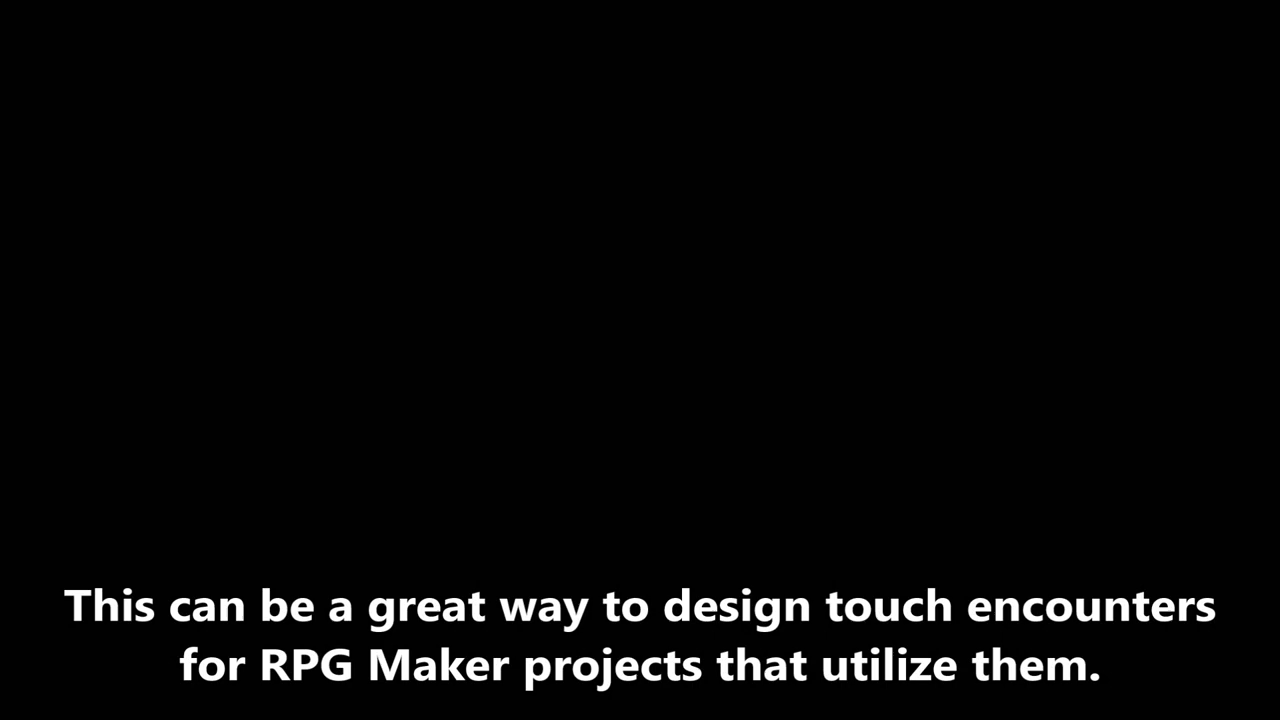 This can be a great way to design touch encounters
for RPG Maker projects that utilize them.